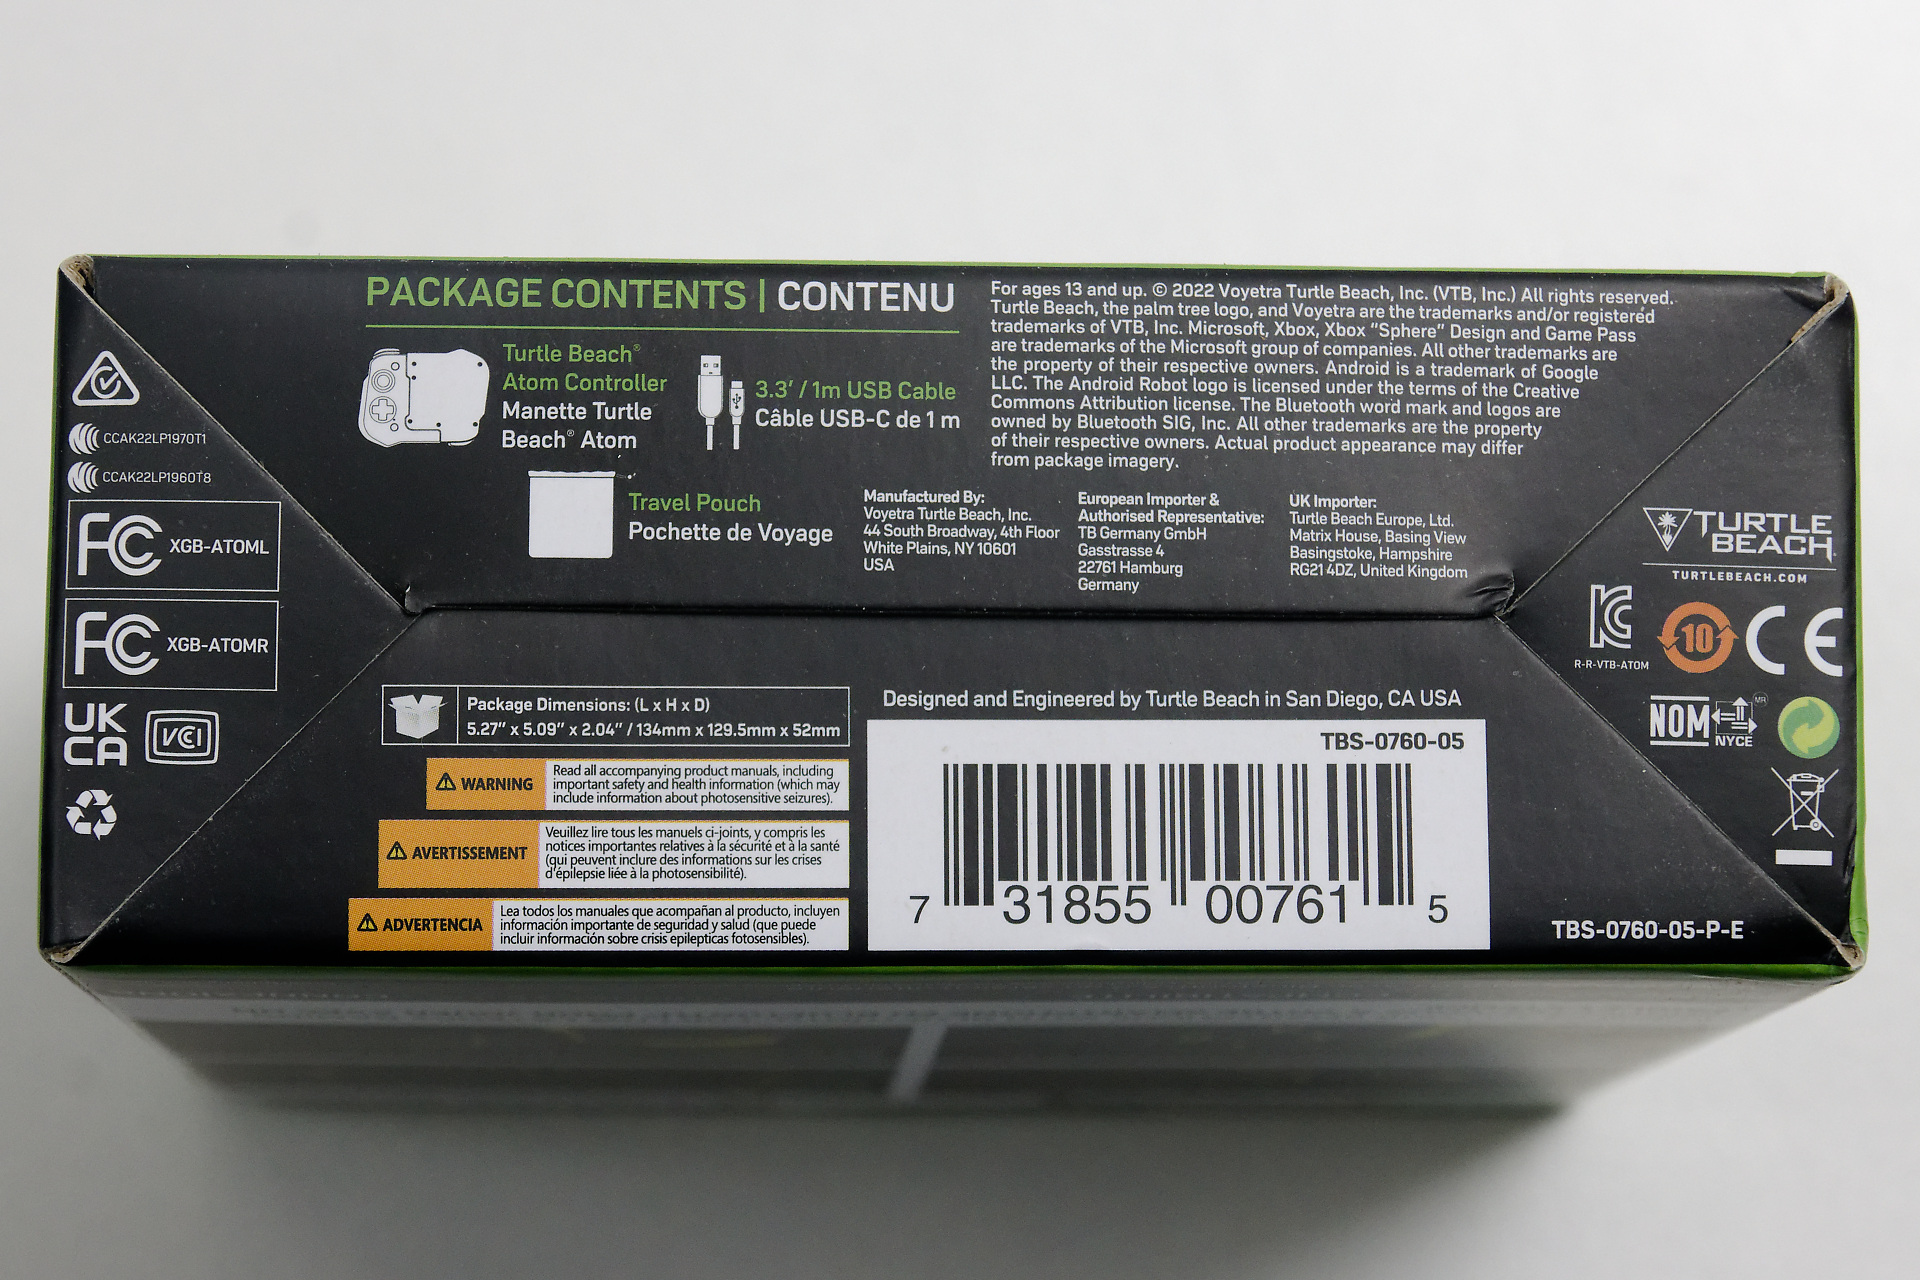 PACKAGE CONTENTS | CONTENU
Turtle Beach®
Atom Controller
Manette Turtle
Beach® Atom
3.3' / 1m USB Cable
Câble USB-C de 1 m
Travel Pouch
Pochette de Voyage
For ages 13 and up. © 2022 Voyetra Turtle Beach, Inc. (VTB, Inc.) All rights reserved.
Turtle Beach, the palm tree logo, and Voyetra are the trademarks and/or registered
trademarks of VTB, Inc. Microsoft, Xbox, Xbox "Sphere" Design and Game Pass
are trademarks of the Microsoft group of companies. All other trademarks are
the property of their respective owners. Android is a trademark of Google
LLC. The Android Robot logo is licensed under the terms of the Creative
Commons Attribution license. The Bluetooth word mark and logos are
owned by Bluetooth SIG, Inc. All other trademarks are the property
of their respective owners. Actual product appearance may differ
from package imagery.
Manufactured By:
Voyetra Turtle Beach, Inc.
44 South Broadway, 4th Floor
White Plains, NY 10601
USA
European Importer &
Authorised Representative:
TB Germany GmbH
Gasstrasse 4
22761 Hamburg
Germany
UK Importer:
Turtle Beach Europe, Ltd.
Matrix House, Basing View
Basingstoke, Hampshire
RG21 4DZ, United Kingdom
CCAK22LP1970T1
CCAK22LP1960T8
FC XGB-ATOML
FC XGB-ATOMR
UK
CA
VCI
TURTLE
BEACH
TURTLEBEACH.COM
KC
R-R-VTB-ATOM
10
CE
NOM
MR
NYCE
Package Dimensions: (L x H x D)
5.27" x 5.09" x 2.04" / 134mm x 129.5mm x 52mm
WARNING
Read all accompanying product manuals, including
important safety and health information (which may
include information about photosensitive seizures).
AVERTISSEMENT
Veuillez lire tous les manuels ci-joints, y compris les
notices importantes relatives à la sécurité et à la santé
(qui peuvent inclure des informations sur les crises
d'épilepsie liée à la photosensibilité).
ADVERTENCIA
Lea todos los manuales que acompañan al producto, incluyen
información importante de seguridad y salud (que puede
incluir información sobre crisis epilepticas fotosensibles).
Designed and Engineered by Turtle Beach in San Diego, CA USA
TBS-0760-05
7 31855 00761 5
TBS-0760-05-P-E